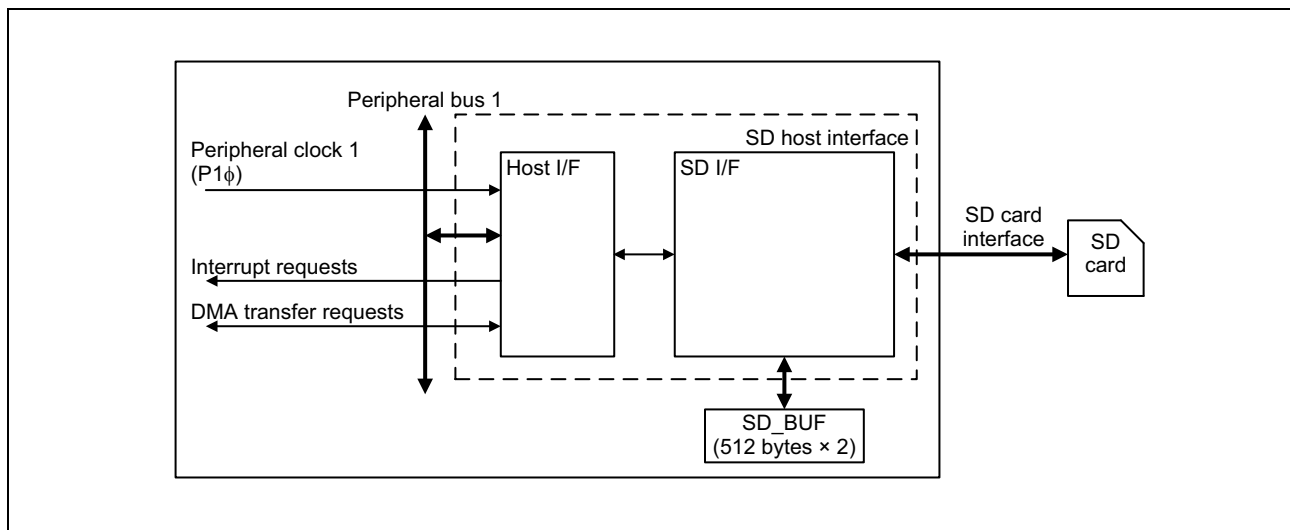 Peripheral bus 1
SD host interface
Peripheral clock 1
(P1ϕ)
Host I/F
SD I/F
SD card
interface
SD
card
Interrupt requests
DMA transfer requests
SD_BUF
(512 bytes × 2)